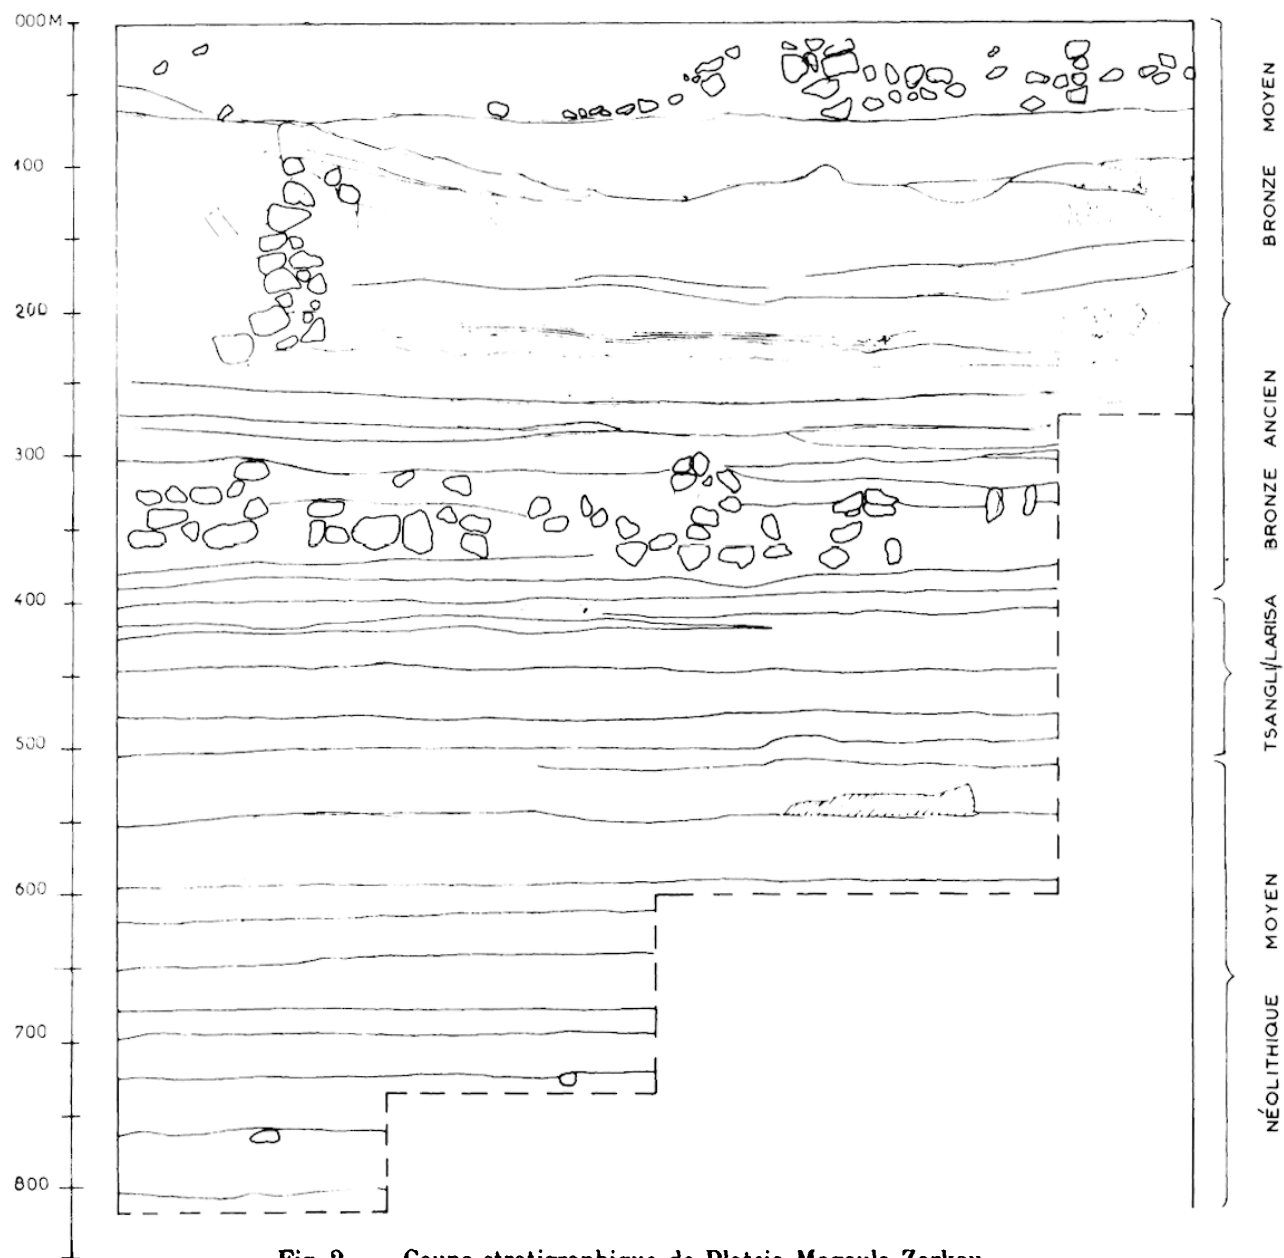 000M
100
200
300
400
500
600
700
800
BRONZE MOYEN
BRONZE ANCIEN
TSANGLI/LARISA
NÉOLITHIQUE MOYEN
Fig. 2. Coupe stratigraphique de Plateia Magoula Zarkou